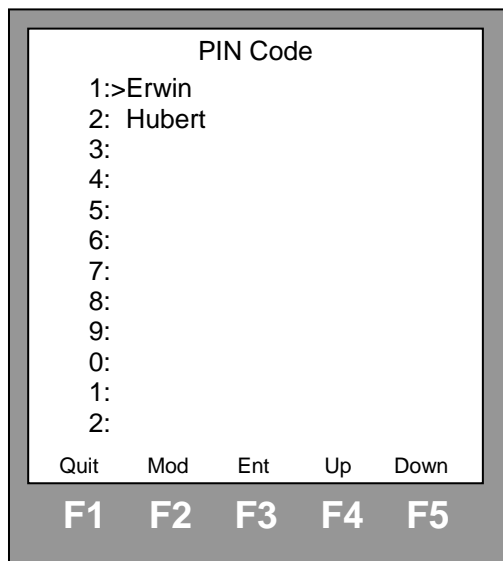 PIN Code
1:>Erwin
2: Hubert
3:
4:
5:
6:
7:
8:
9:
0:
1:
2:
Quit Mod Ent Up Down
F1 F2 F3 F4 F5